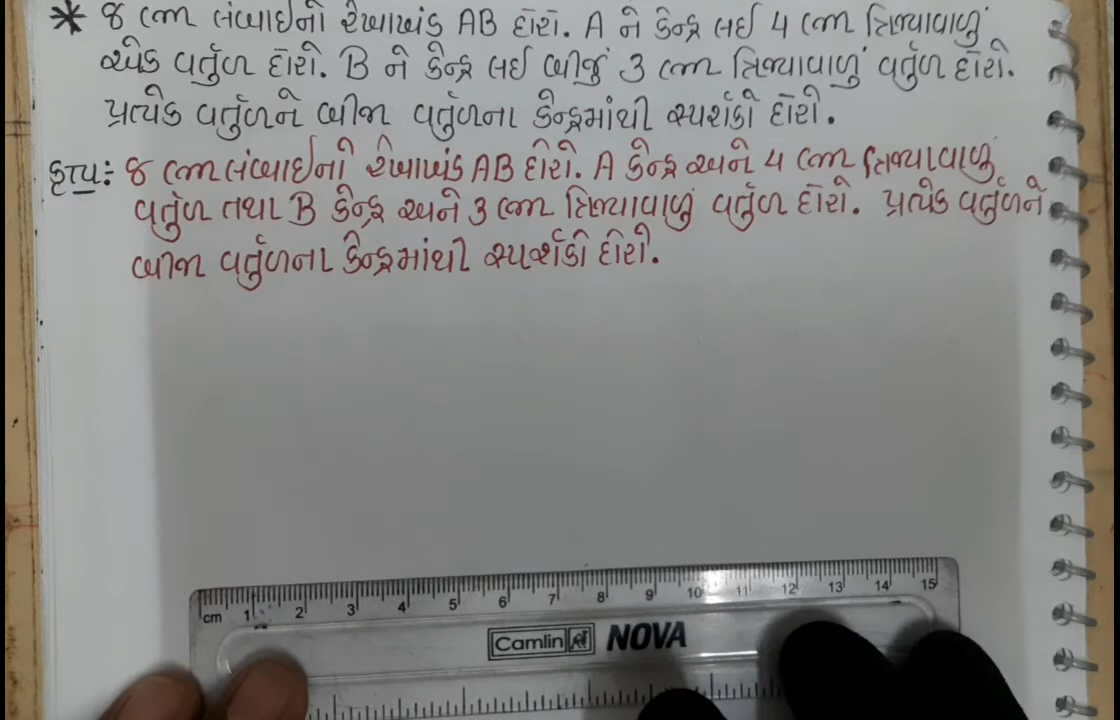 * ૪ cm લંબાઈનો રેખાખંડ AB દોરો. A ને કેન્દ્ર લઈ 4 cm ત્રિજ્યાવાળું
એક વર્તુળ દોરો. B ને કેન્દ્ર લઈ બીજું 3 cm ત્રિજ્યાવાળું વર્તુળ દોરો.
પ્રત્યેક વર્તુળને બીજા વર્તુળના કેન્દ્રમાંથી સ્પર્શકો દોરો.
કૃત્ય: ૪ cm લંબાઈનો રેખાખંડ AB દોરો. A કેન્દ્ર અને 4 cm ત્રિજ્યાવાળું
વર્તુળ તથા B કેન્દ્ર અને 3 cm ત્રિજ્યાવાળું વર્તુળ દોરો. પ્રત્યેક વર્તુળને
બીજા વર્તુળના કેન્દ્રમાંથી સ્પર્શકો દોરો.
cm 1 2 3 4 5 6 7 8 9 10 11 12 13 14 15
Camlin NOVA